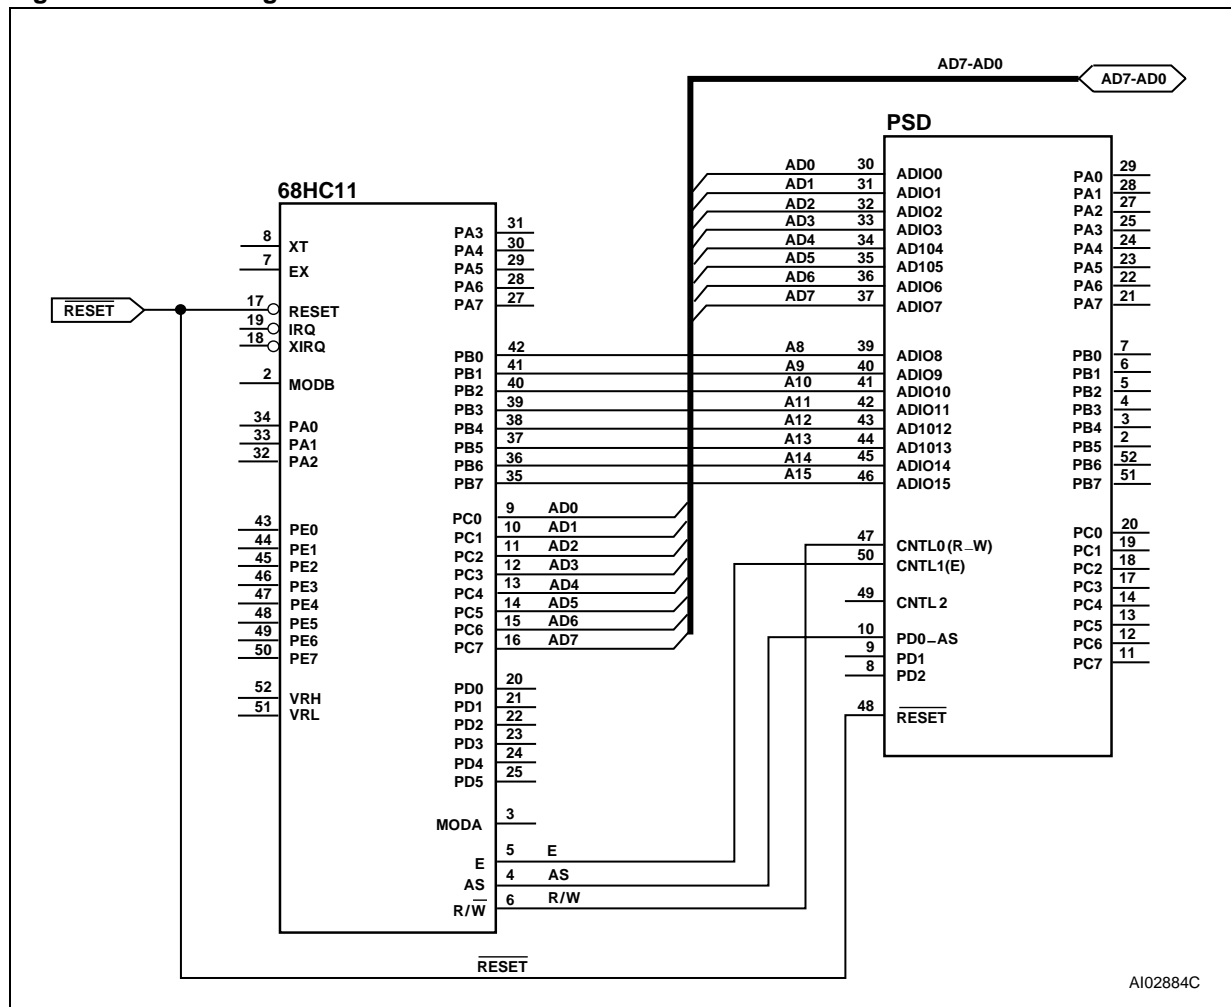 AD7-AD0
AD7-AD0
PSD
68HC11
RESET
8 XT
7 EX
17 RESET
19 IRQ
18 XIRQ
2 MODB
34 PA0
33 PA1
32 PA2
43 PE0
44 PE1
45 PE2
46 PE3
47 PE4
48 PE5
49 PE6
50 PE7
52 VRH
51 VRL
PA3 31
PA4 30
PA5 29
PA6 28
PA7 27
PB0 42
PB1 41
PB2 40
PB3 39
PB4 38
PB5 37
PB6 36
PB7 35
PC0 9 AD0
PC1 10 AD1
PC2 11 AD2
PC3 12 AD3
PC4 13 AD4
PC5 14 AD5
PC6 15 AD6
PC7 16 AD7
PD0 20
PD1 21
PD2 22
PD3 23
PD4 24
PD5 25
MODA 3
E 5 E
AS 4 AS
R/W 6 R/W
AD0 30 ADIO0
AD1 31 ADIO1
AD2 32 ADIO2
AD3 33 ADIO3
AD4 34 AD104
AD5 35 AD105
AD6 36 ADIO6
AD7 37 ADIO7
A8 39 ADIO8
A9 40 ADIO9
A10 41 ADIO10
A11 42 ADIO11
A12 43 AD1012
A13 44 AD1013
A14 45 ADIO14
A15 46 ADIO15
47 CNTL0(R_W)
50 CNTL1(E)
49 CNTL 2
10 PD0–AS
9 PD1
8 PD2
48 RESET
PA0 29
PA1 28
PA2 27
PA3 25
PA4 24
PA5 23
PA6 22
PA7 21
PB0 7
PB1 6
PB2 5
PB3 4
PB4 3
PB5 2
PB6 52
PB7 51
PC0 20
PC1 19
PC2 18
PC3 17
PC4 14
PC5 13
PC6 12
PC7 11
RESET
AI02884C